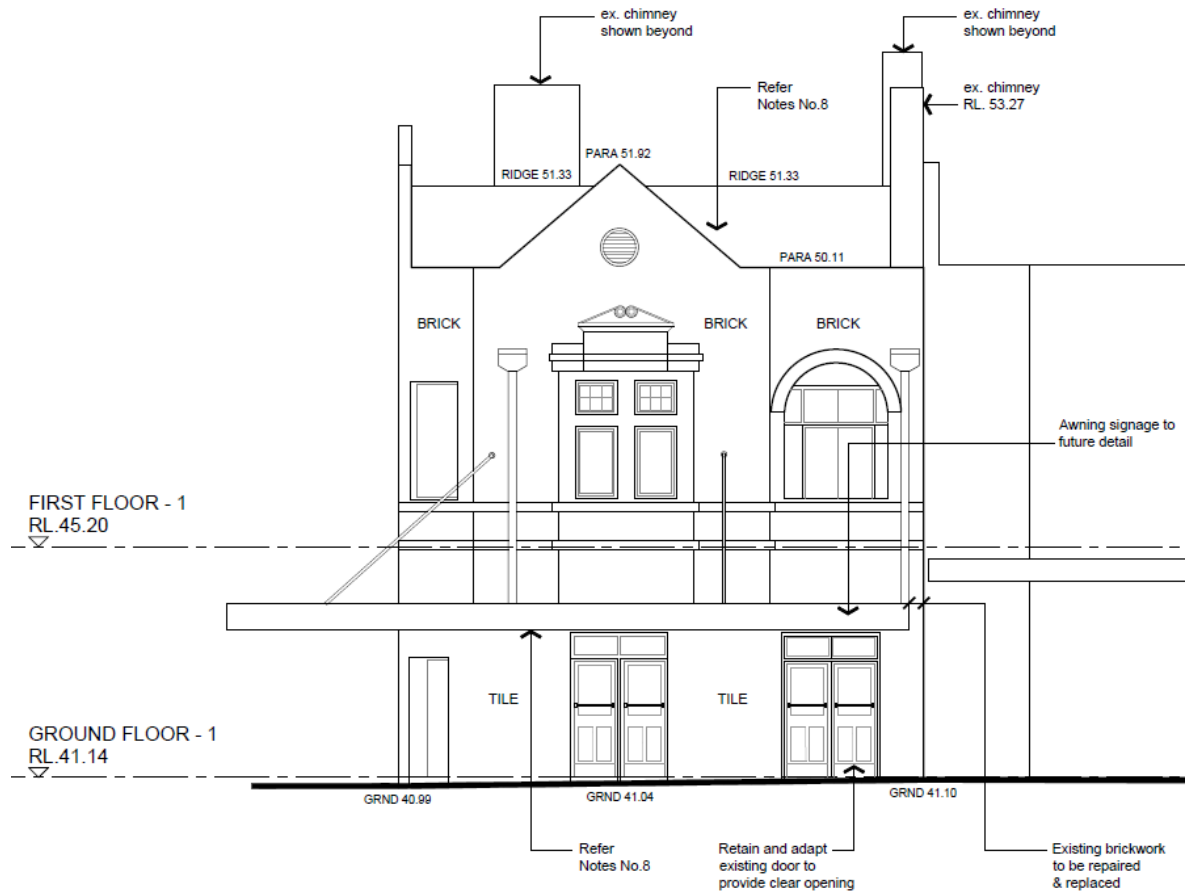 ex. chimney
shown beyond
ex. chimney
shown beyond
Refer
Notes No.8
ex. chimney
RL. 53.27
PARA 51.92
RIDGE 51.33
RIDGE 51.33
PARA 50.11
BRICK
BRICK
BRICK
Awning signage to
future detail
FIRST FLOOR - 1
RL.45.20
TILE
TILE
GROUND FLOOR - 1
RL.41.14
GRND 40.99
GRND 41.04
GRND 41.10
Refer
Notes No.8
Retain and adapt
existing door to
provide clear opening
Existing brickwork
to be repaired
& replaced